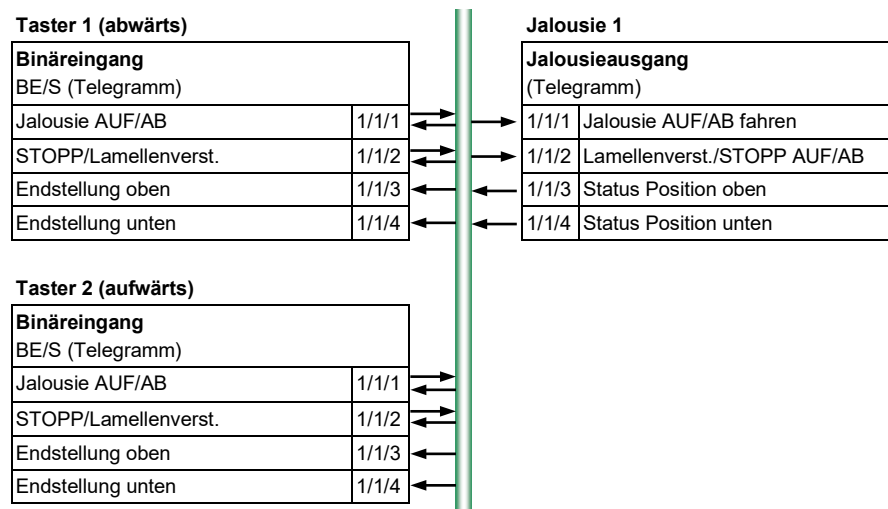 Taster 1 (abwärts)
Binäreingang
BE/S (Telegramm)
Jalousie AUF/AB 1/1/1
STOPP/Lamellenverst. 1/1/2
Endstellung oben 1/1/3
Endstellung unten 1/1/4
Jalousie 1
Jalousieausgang
(Telegramm)
1/1/1 Jalousie AUF/AB fahren
1/1/2 Lamellenverst./STOPP AUF/AB
1/1/3 Status Position oben
1/1/4 Status Position unten
Taster 2 (aufwärts)
Binäreingang
BE/S (Telegramm)
Jalousie AUF/AB 1/1/1
STOPP/Lamellenverst. 1/1/2
Endstellung oben 1/1/3
Endstellung unten 1/1/4